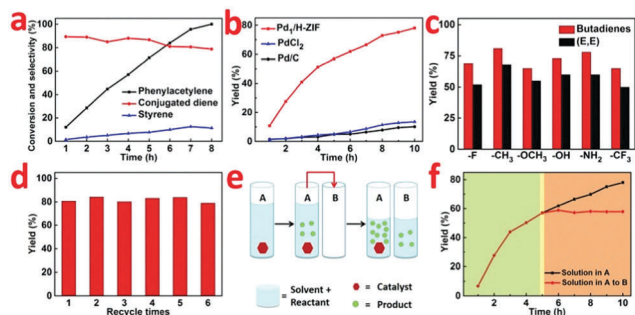 a
Conversion and selectivity (%)
100
80
60
40
20
0
Phenylacetylene
Conjugated diene
Styrene
1 2 3 4 5 6 7 8
Time (h)
b
Yield (%)
80
60
40
20
0
Pd₁/H-ZIF
PdCl₂
Pd/C
2 4 6 8 10
Time (h)
c
Yield (%)
100
75
50
25
0
Butadienes
(E,E)
-F -CH₃ -OCH₃ -OH -NH₂ -CF₃
d
Yield (%)
120
100
80
60
40
20
0
1 2 3 4 5 6
Recycle times
e
A A B A B
= Solvent +
Reactant
= Catalyst
= Product
f
Yield (%)
80
60
40
20
0
Solution in A
Solution in A to B
0 2 4 6 8 10
Time (h)